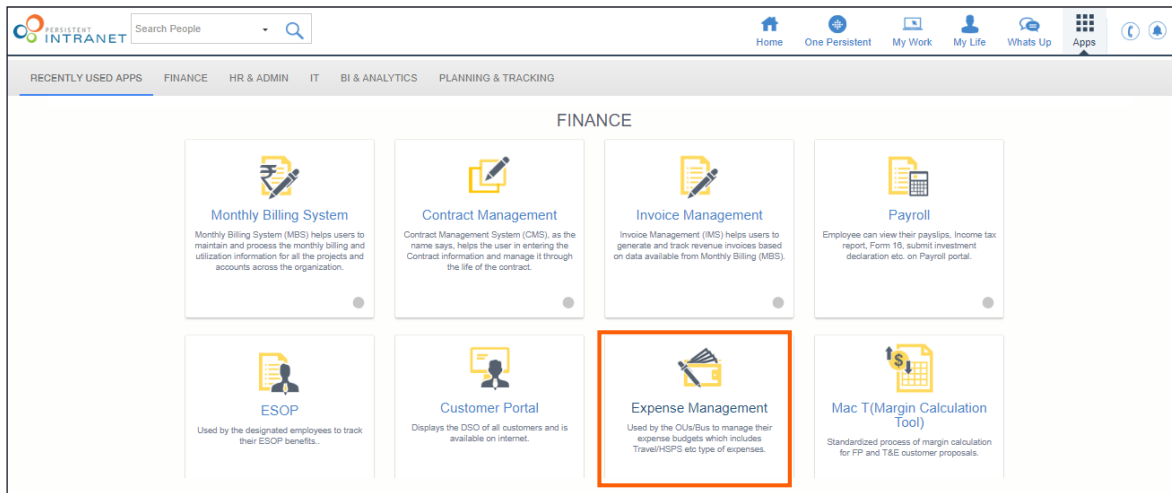 PERSISTENT
INTRANET
Search People
Home
One Persistent
My Work
My Life
Whats Up
Apps
RECENTLY USED APPS FINANCE HR & ADMIN IT BI & ANALYTICS PLANNING & TRACKING
FINANCE
Monthly Billing System
Monthly Billing System (MBS) helps users to
maintain and process the monthly billing and
utilization information for all the projects and
accounts across the organization.
Contract Management
Contract Management System (CMS), as the
name says, helps the user in entering the
Contract information and manage it through
the life of the contract.
Invoice Management
Invoice Management (IMS) helps users to
generate and track revenue invoices based
on data available from Monthly Billing (MBS).
Payroll
Employee can view their payslips, Income tax
report, Form 16, submit investment
declaration etc. on Payroll portal.
ESOP
Used by the designated employees to track
their ESOP benefits..
Customer Portal
Displays the DSO of all customers and is
available on internet.
Expense Management
Used by the OUs/Bus to manage their
expense budgets which includes
Travel/HSPS etc type of expenses.
Mac T(Margin Calculation
Tool)
Standardized process of margin calculation
for FP and T&E customer proposals.